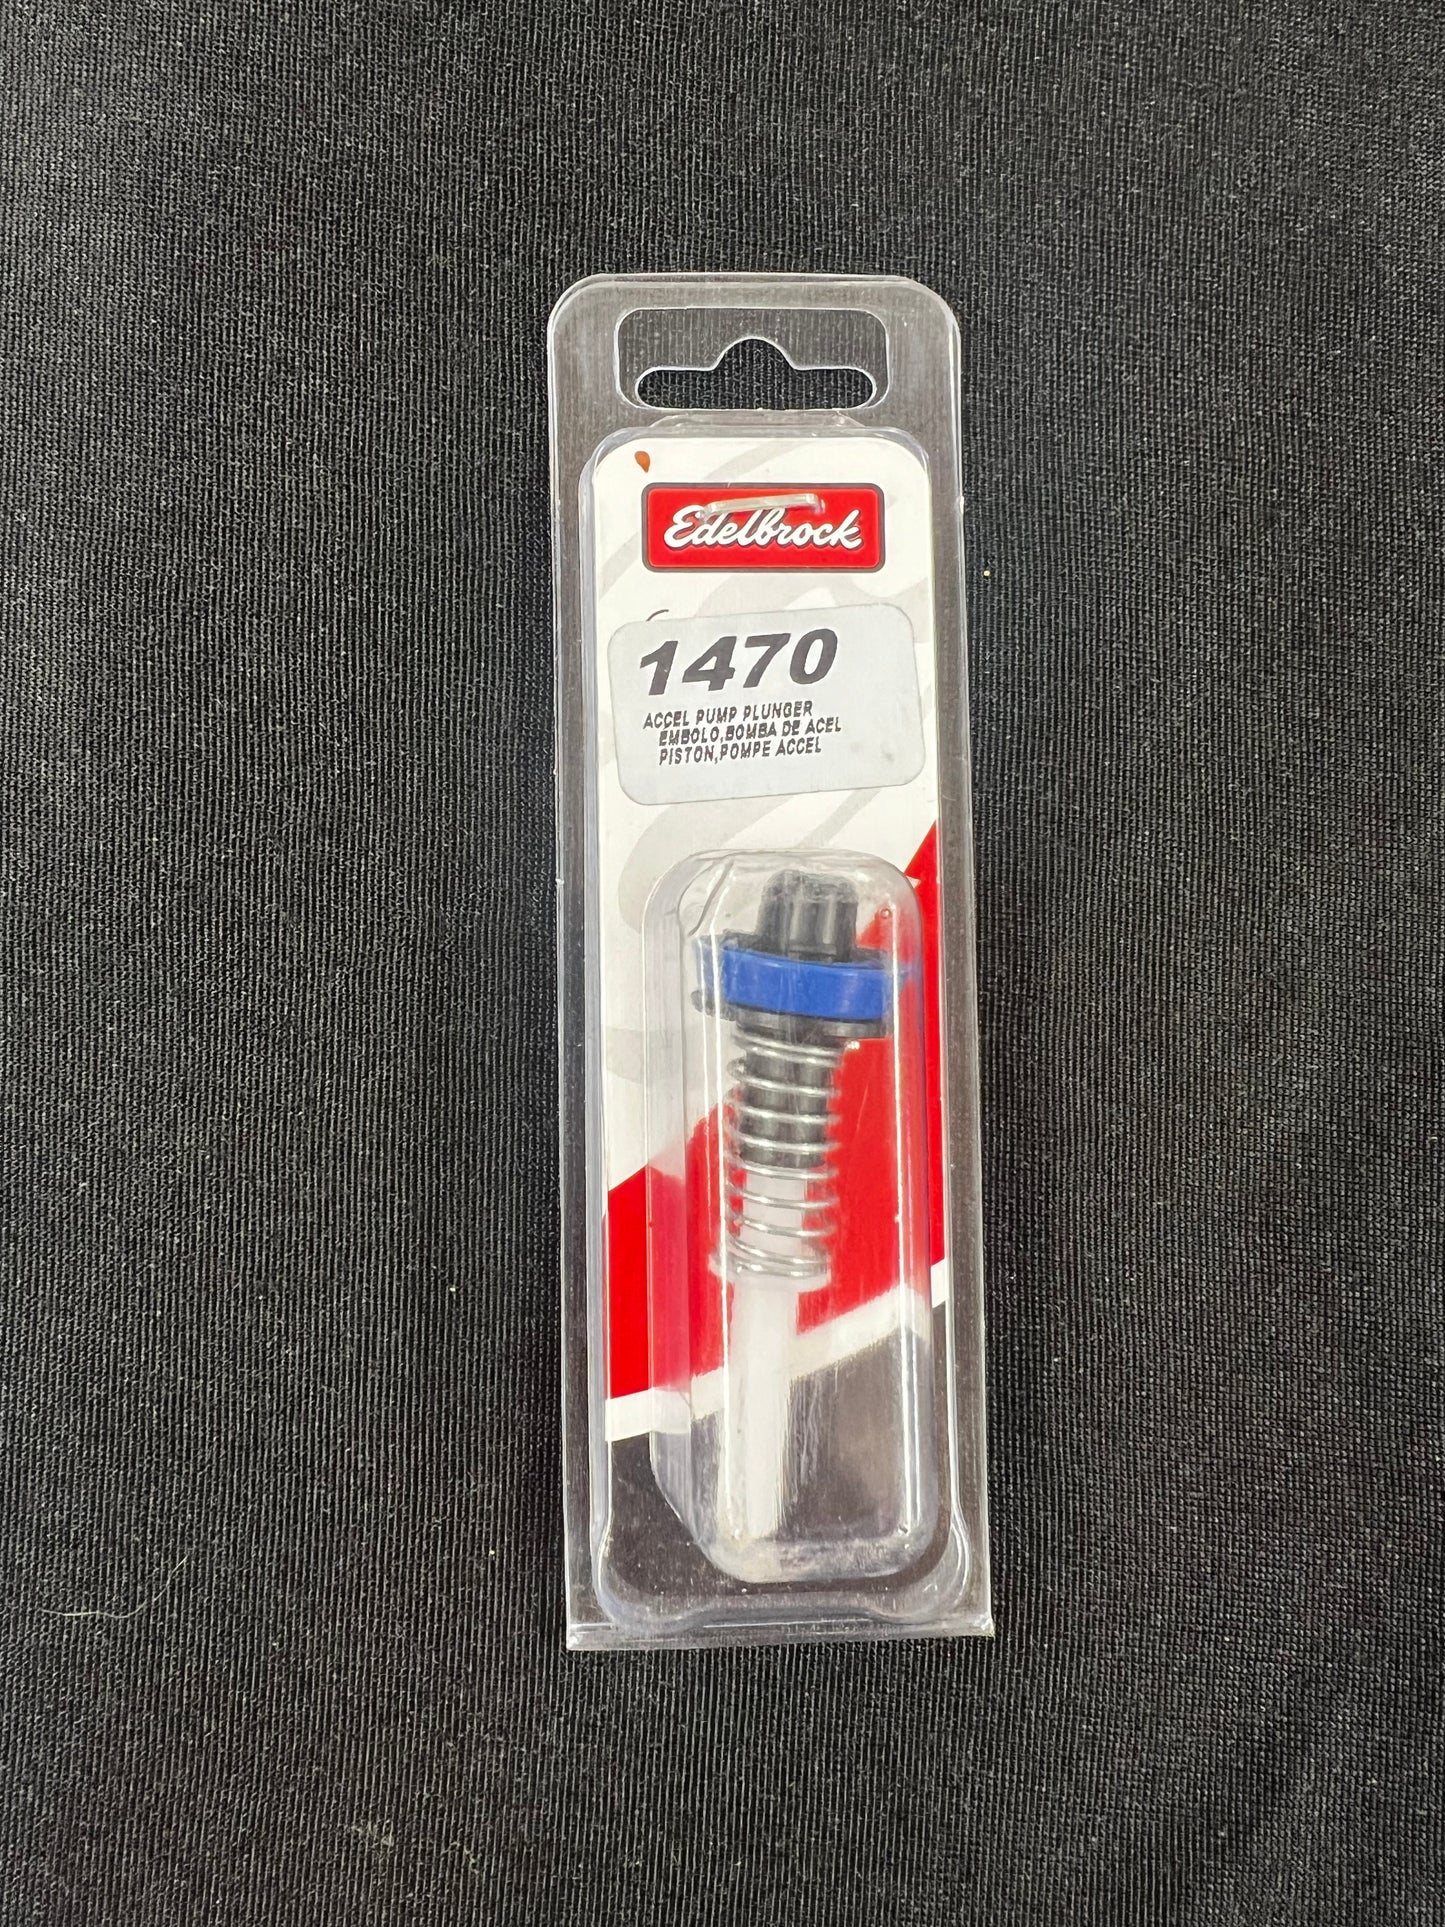 Edelbrock
1470
ACCEL PUMP PLUNGER
EMBOLO,BOMBA DE ACEL
PISTON,POMPE ACCEL